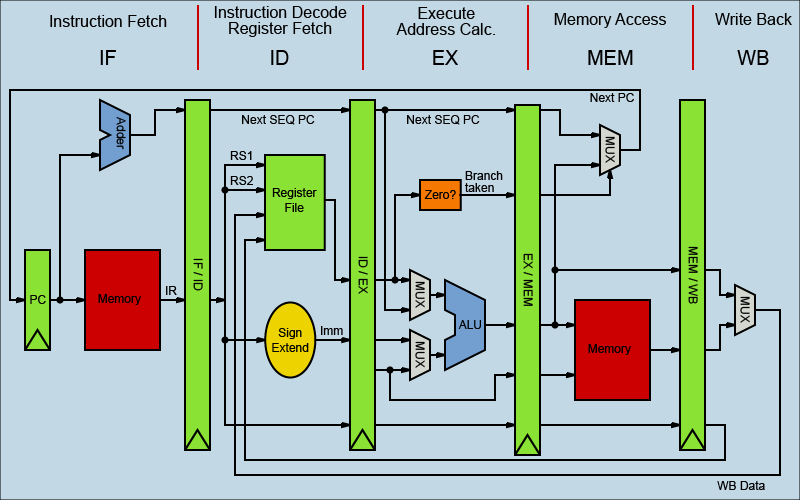 Instruction Fetch
IF
Instruction Decode
Register Fetch
ID
Execute
Address Calc.
EX
Memory Access
MEM
Write Back
WB
Next PC
Adder
Next SEQ PC
Next SEQ PC
RS1
RS2
Register
File
Zero?
Branch
taken
MUX
PC
Memory
IR
IF / ID
ID / EX
EX / MEM
MEM / WB
MUX
MUX
ALU
Sign
Extend
Imm
Memory
MUX
WB Data